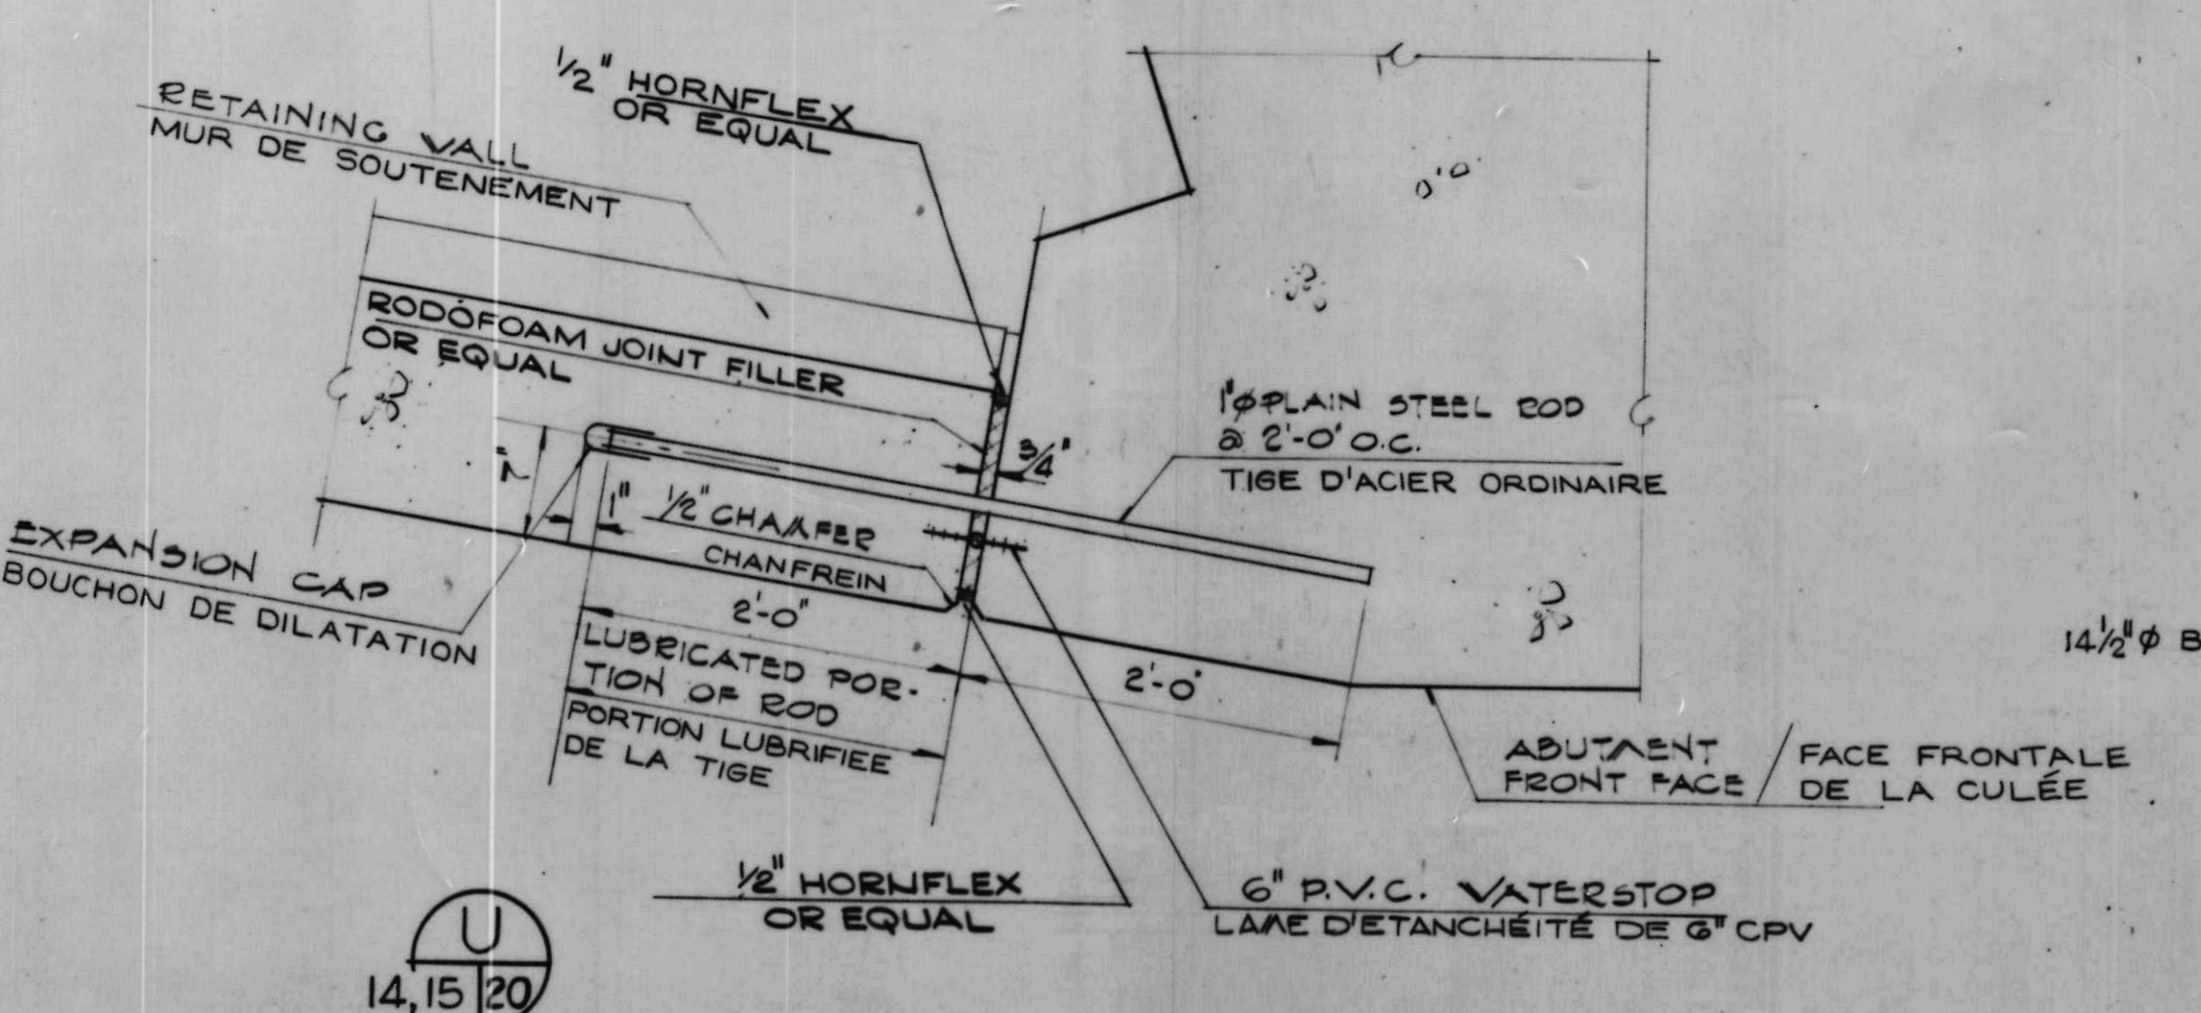 1/2" HORNFLEX
OR EQUAL
RETAINING WALL
MUR DE SOUTENEMENT
RODOFOAM JOINT FILLER
OR EQUAL
3/4"
1"φ PLAIN STEEL ROD
@ 2'-0" O.C.
TIGE D'ACIER ORDINAIRE
1"
1/2" CHAMFER
CHANFREIN
EXPANSION CAP
BOUCHON DE DILATATION
2'-0"
LUBRICATED POR-
TION OF ROD
PORTION LUBRIFIEE
DE LA TIGE
2'-0"
14 1/2" φ B
ABUTMENT
FRONT FACE /
FACE FRONTALE
DE LA CULÉE
1/2" HORNFLEX
OR EQUAL
6" P.V.C. WATERSTOP
LAME D'ETANCHÉITÉ DE 6" CPV
U
14,15 20